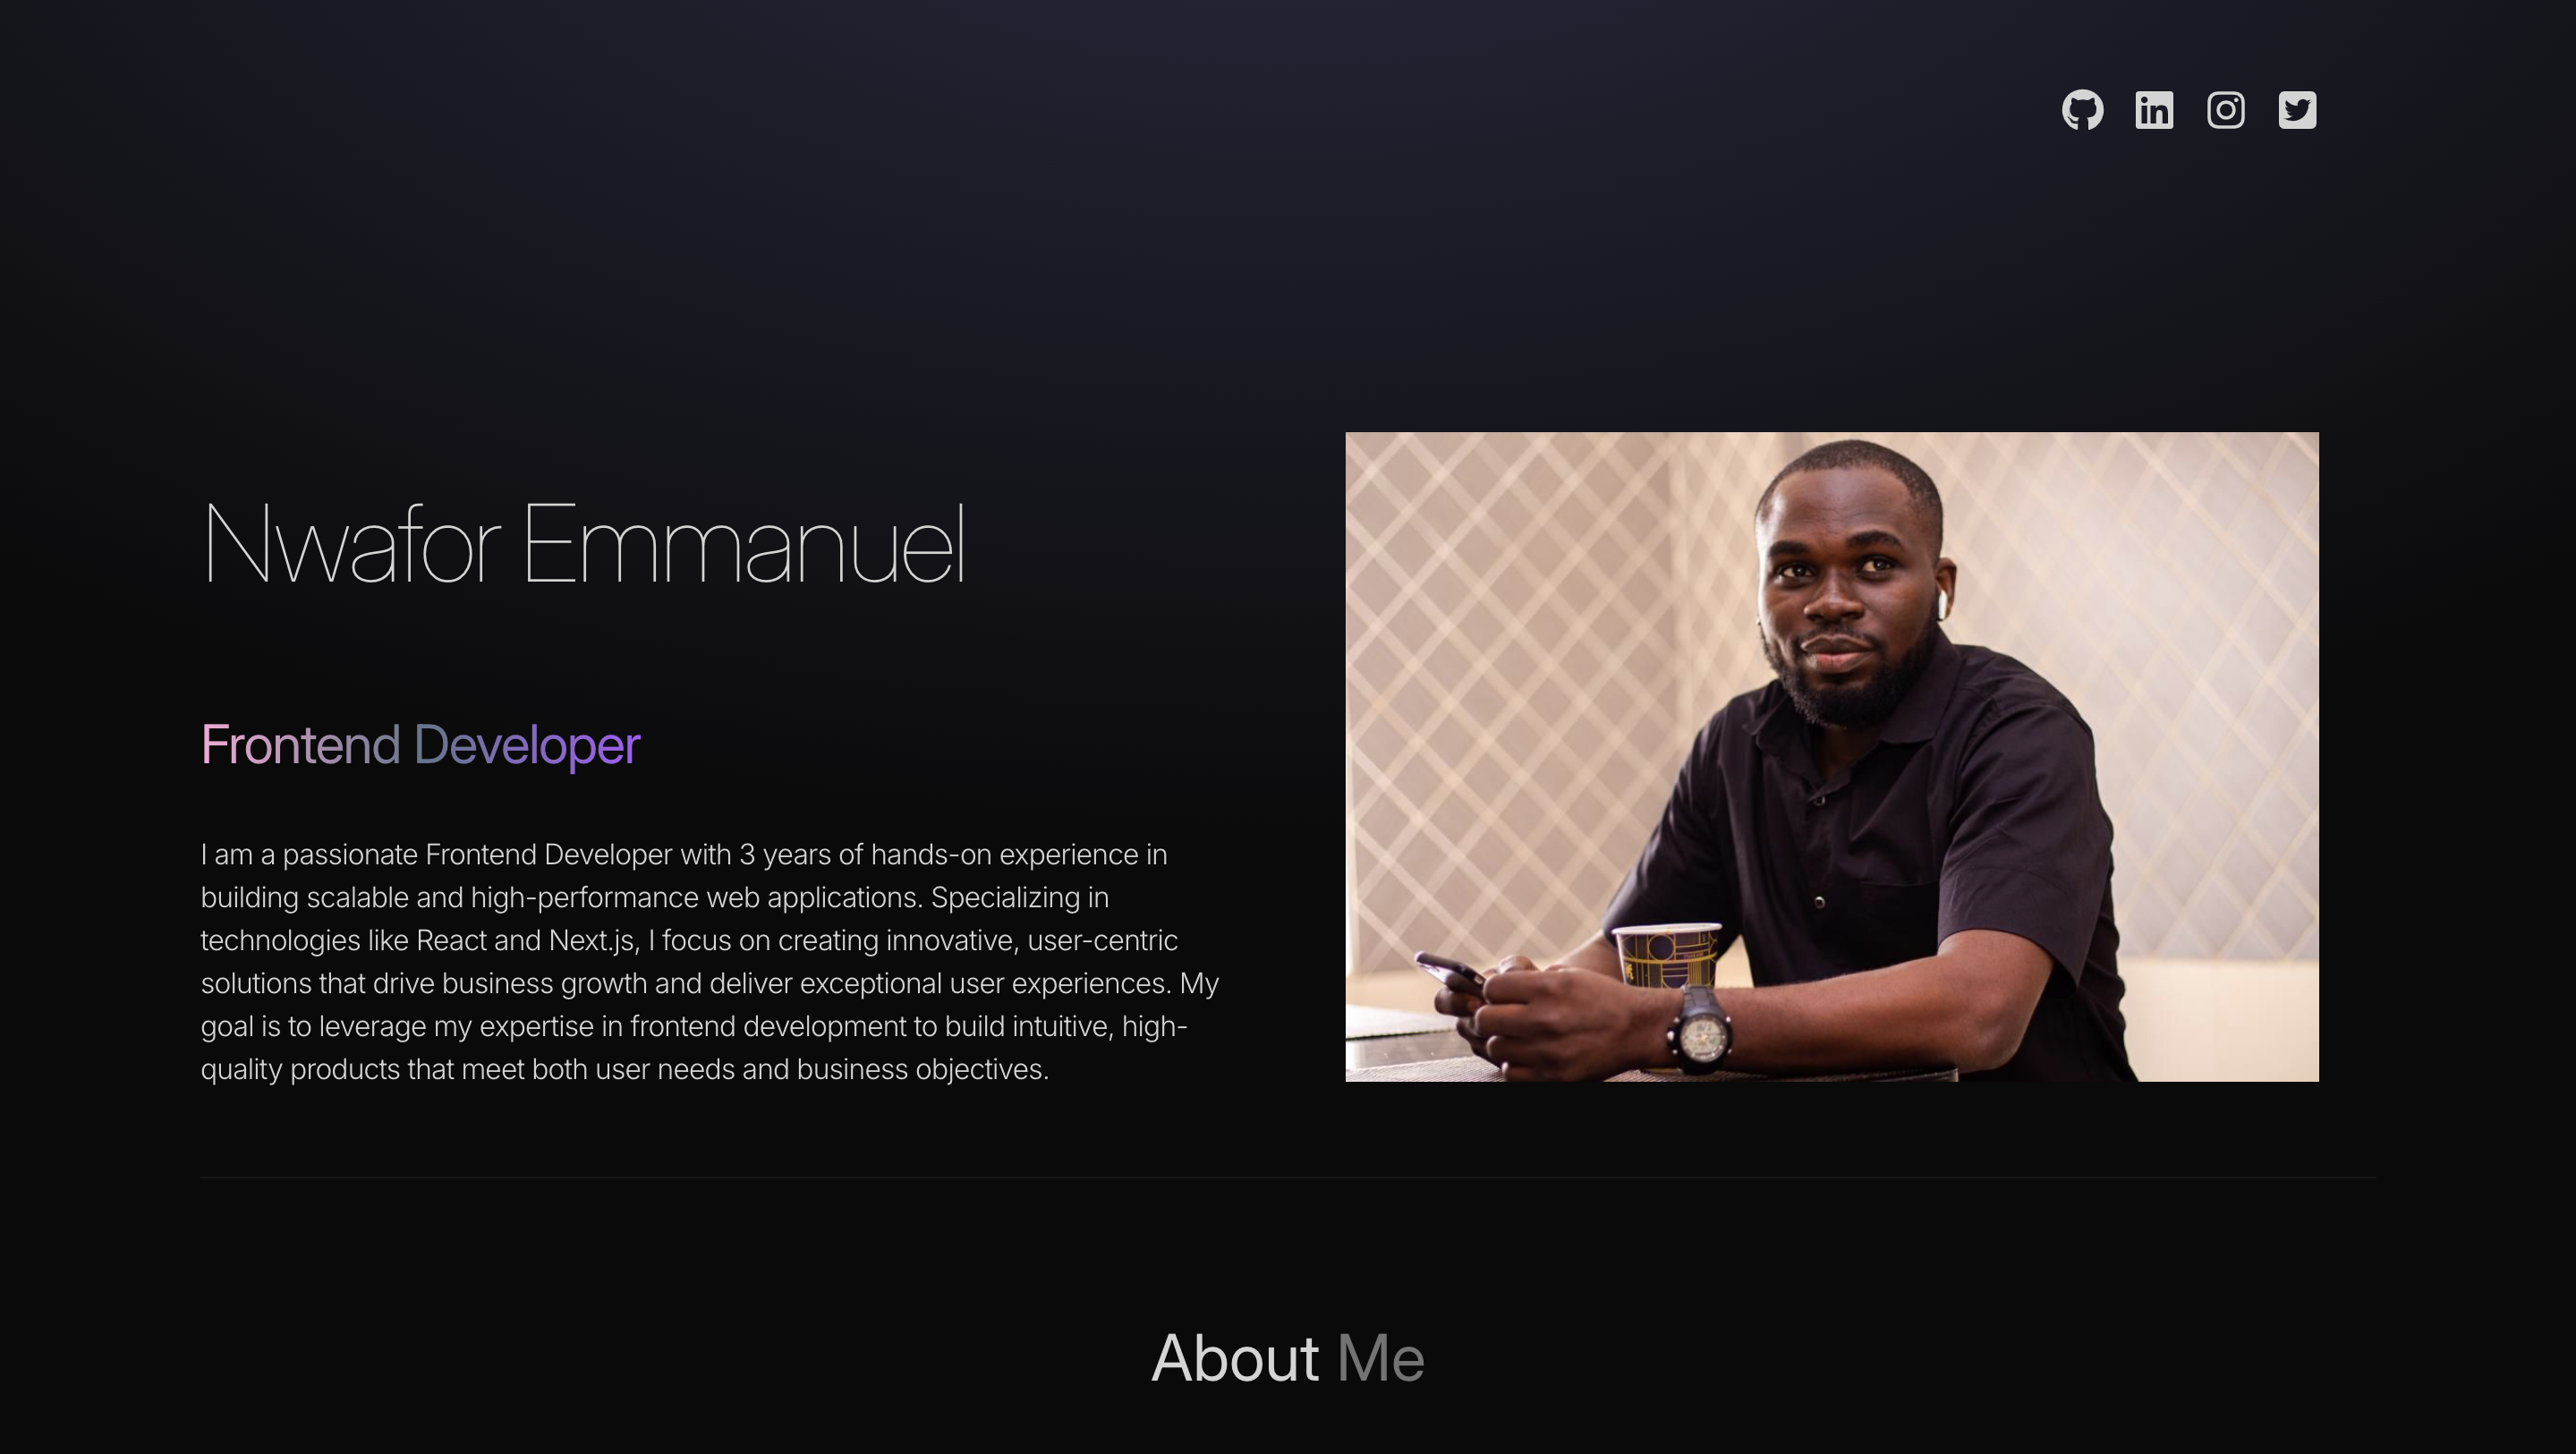 Nwafor Emmanuel
Frontend Developer
I am a passionate Frontend Developer with 3 years of hands-on experience in
building scalable and high-performance web applications. Specializing in
technologies like React and Next.js, I focus on creating innovative, user-centric
solutions that drive business growth and deliver exceptional user experiences. My
goal is to leverage my expertise in frontend development to build intuitive, high-
quality products that meet both user needs and business objectives.
About Me